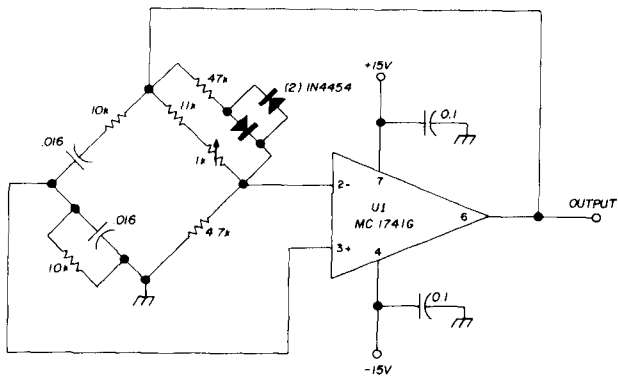 +15V
47k
(2) IN4454
0.1
10k
11k
.016
1k
7
2-
OUTPUT
U1
6
MC 1741G
.016
4 7k
3+
4
10k
0.1
-15V